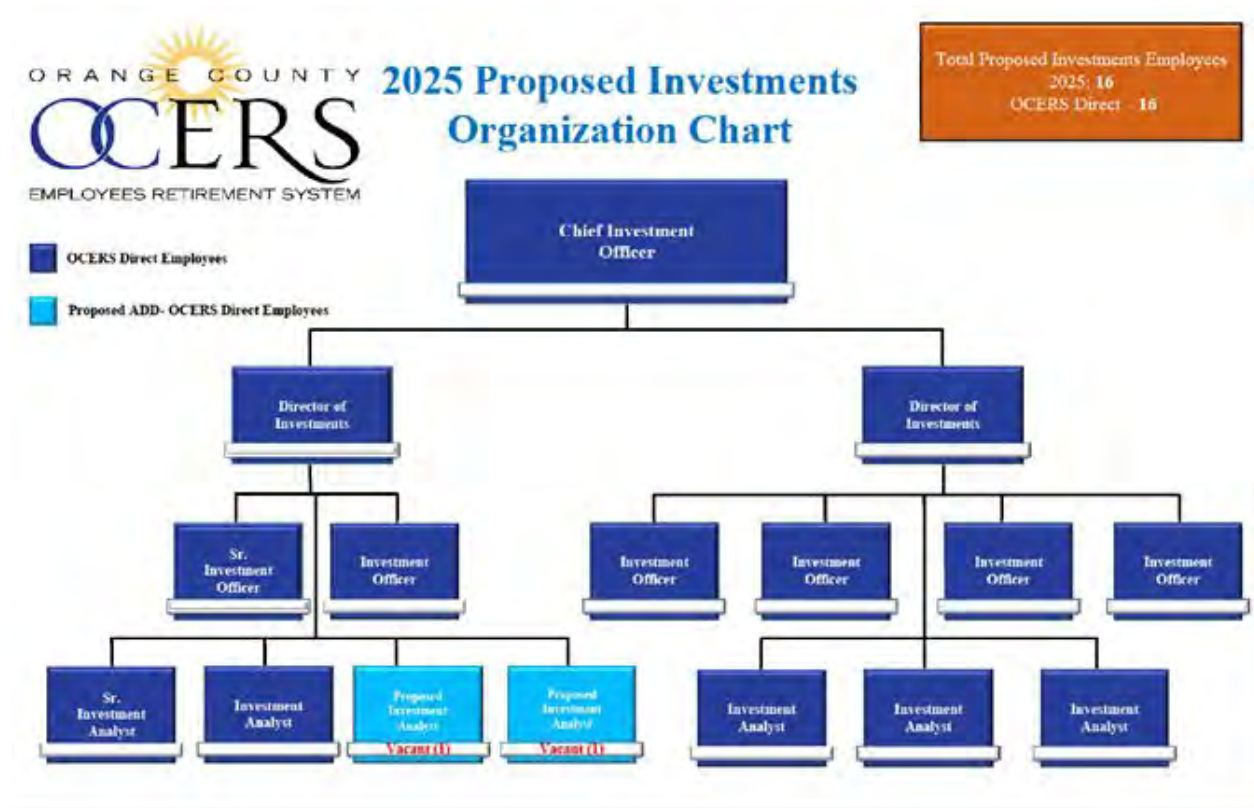 ORANGE COUNTY
OCERS
EMPLOYEES RETIREMENT SYSTEM
2025 Proposed Investments
Organization Chart
Total Proposed Investments Employees
2025: 16
OCERS Direct - 16
OCERS Direct Employees
Proposed ADD- OCERS Direct Employees
Chief Investment
Officer
Director of
Investments
Director of
Investments
Sr.
Investment
Officer
Investment
Officer
Investment
Officer
Investment
Officer
Investment
Officer
Investment
Officer
Sr.
Investment
Analyst
Investment
Analyst
Proposed
Investment
Analyst
Vacant (1)
Proposed
Investment
Analyst
Vacant (1)
Investment
Analyst
Investment
Analyst
Investment
Analyst